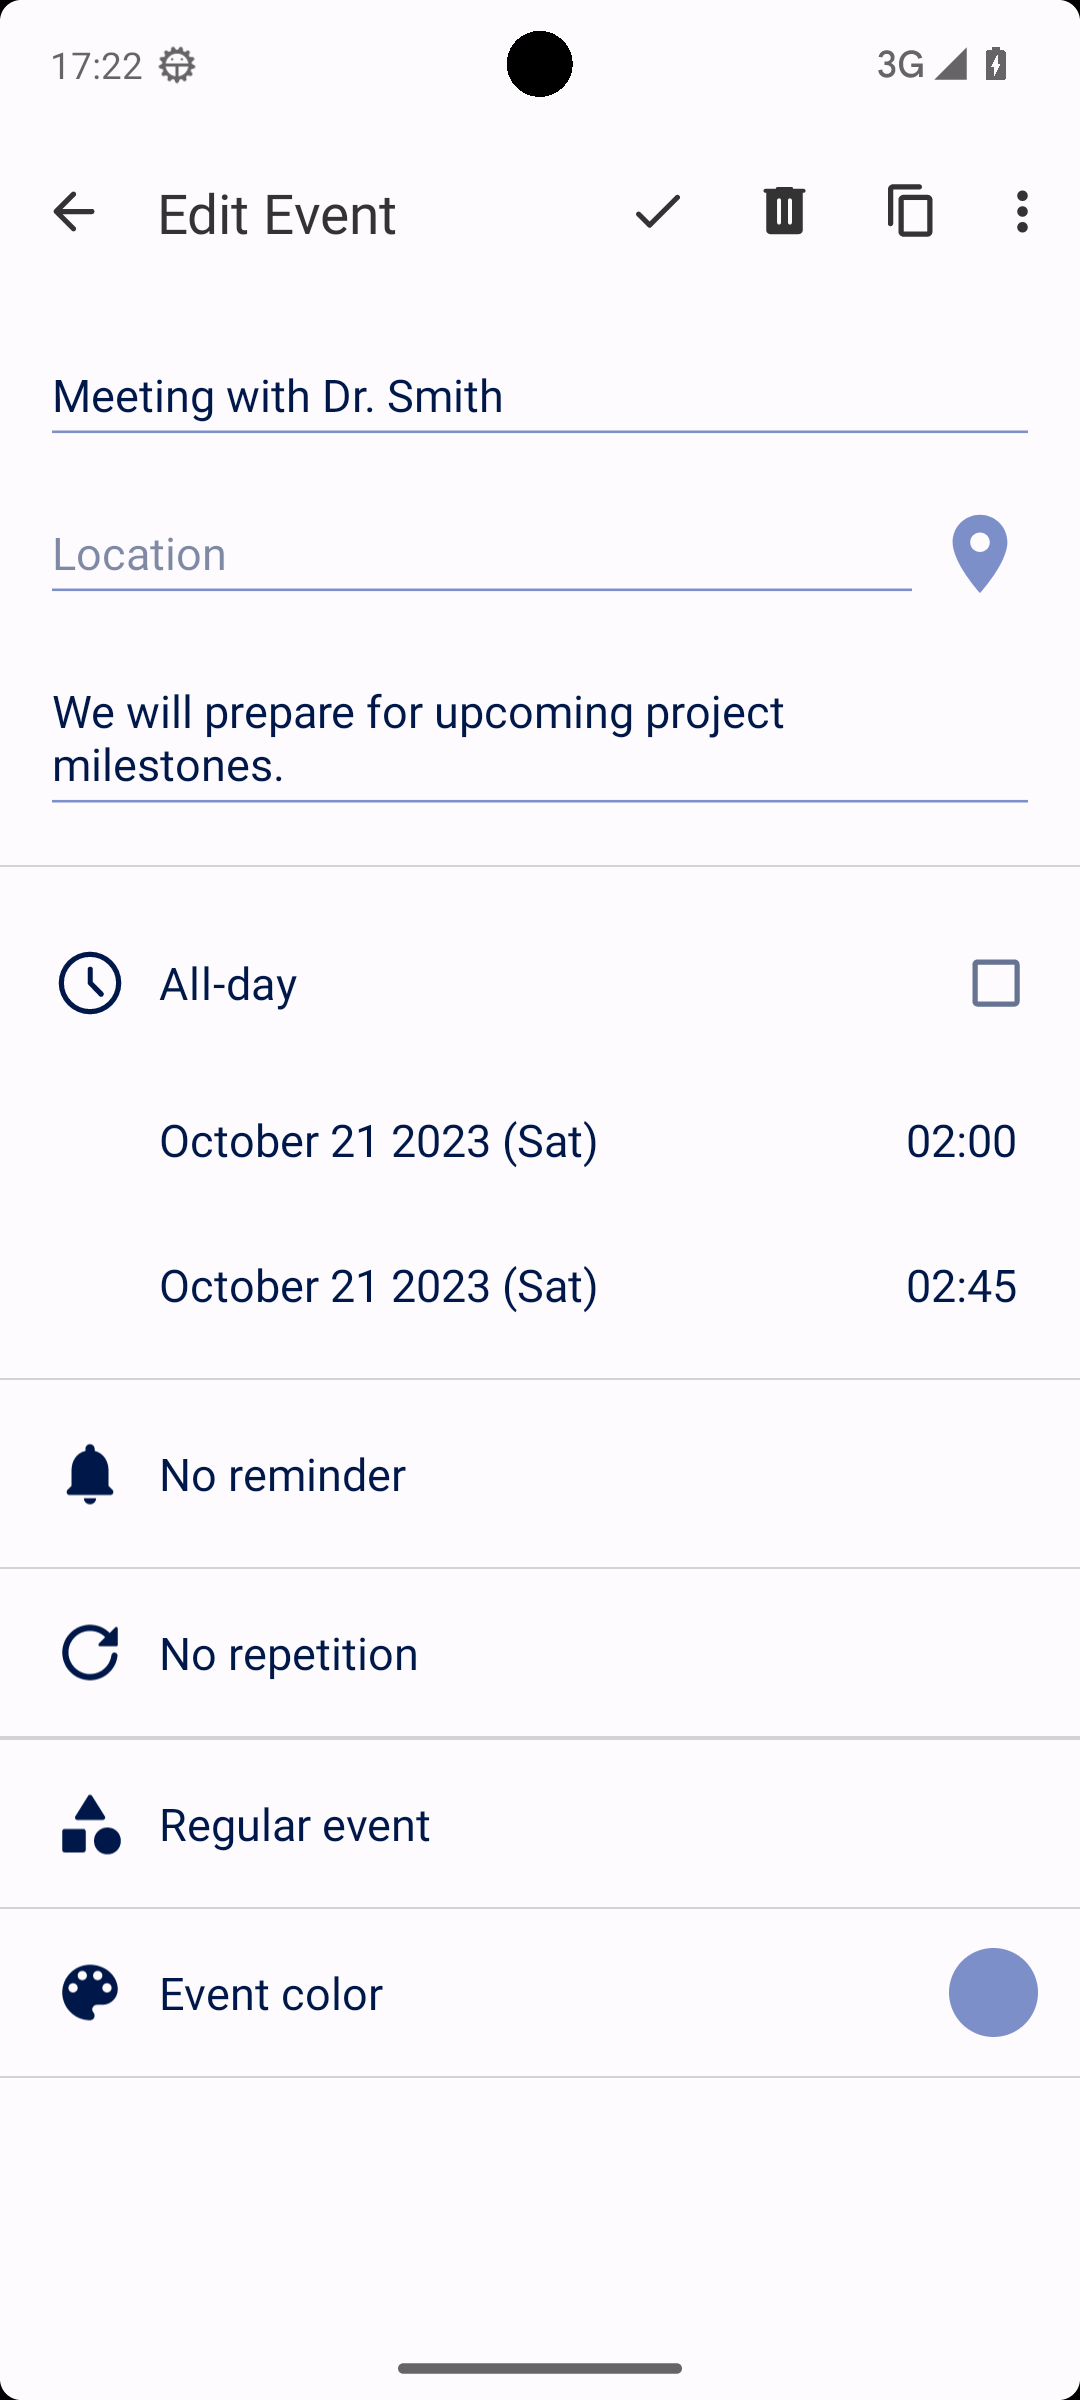 17:22
3G
Edit Event
Meeting with Dr. Smith
Location
We will prepare for upcoming project
milestones.
All-day
October 21 2023 (Sat) 02:00
October 21 2023 (Sat) 02:45
No reminder
No repetition
Regular event
Event color